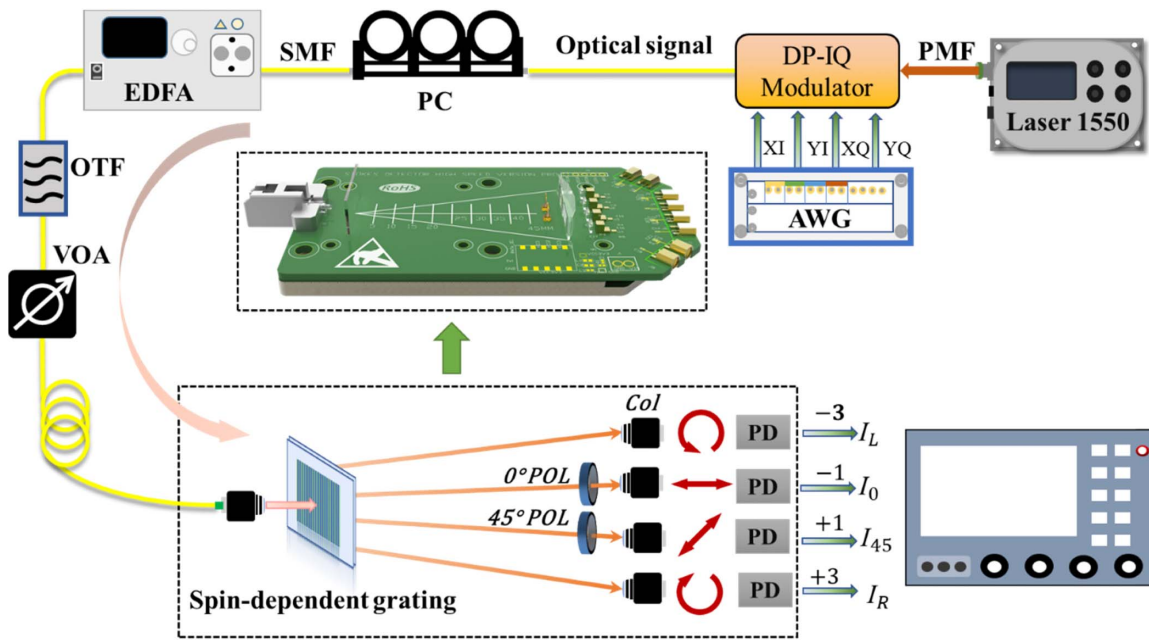 EDFA
SMF
PC
Optical signal
DP-IQ
Modulator
PMF
Laser 1550
XI
YI
XQ
YQ
AWG
OTF
VOA
RoHS
Col
PD
−3
I_L
0°POL
PD
−1
I_0
45°POL
PD
+1
I_45
PD
+3
I_R
Spin-dependent grating